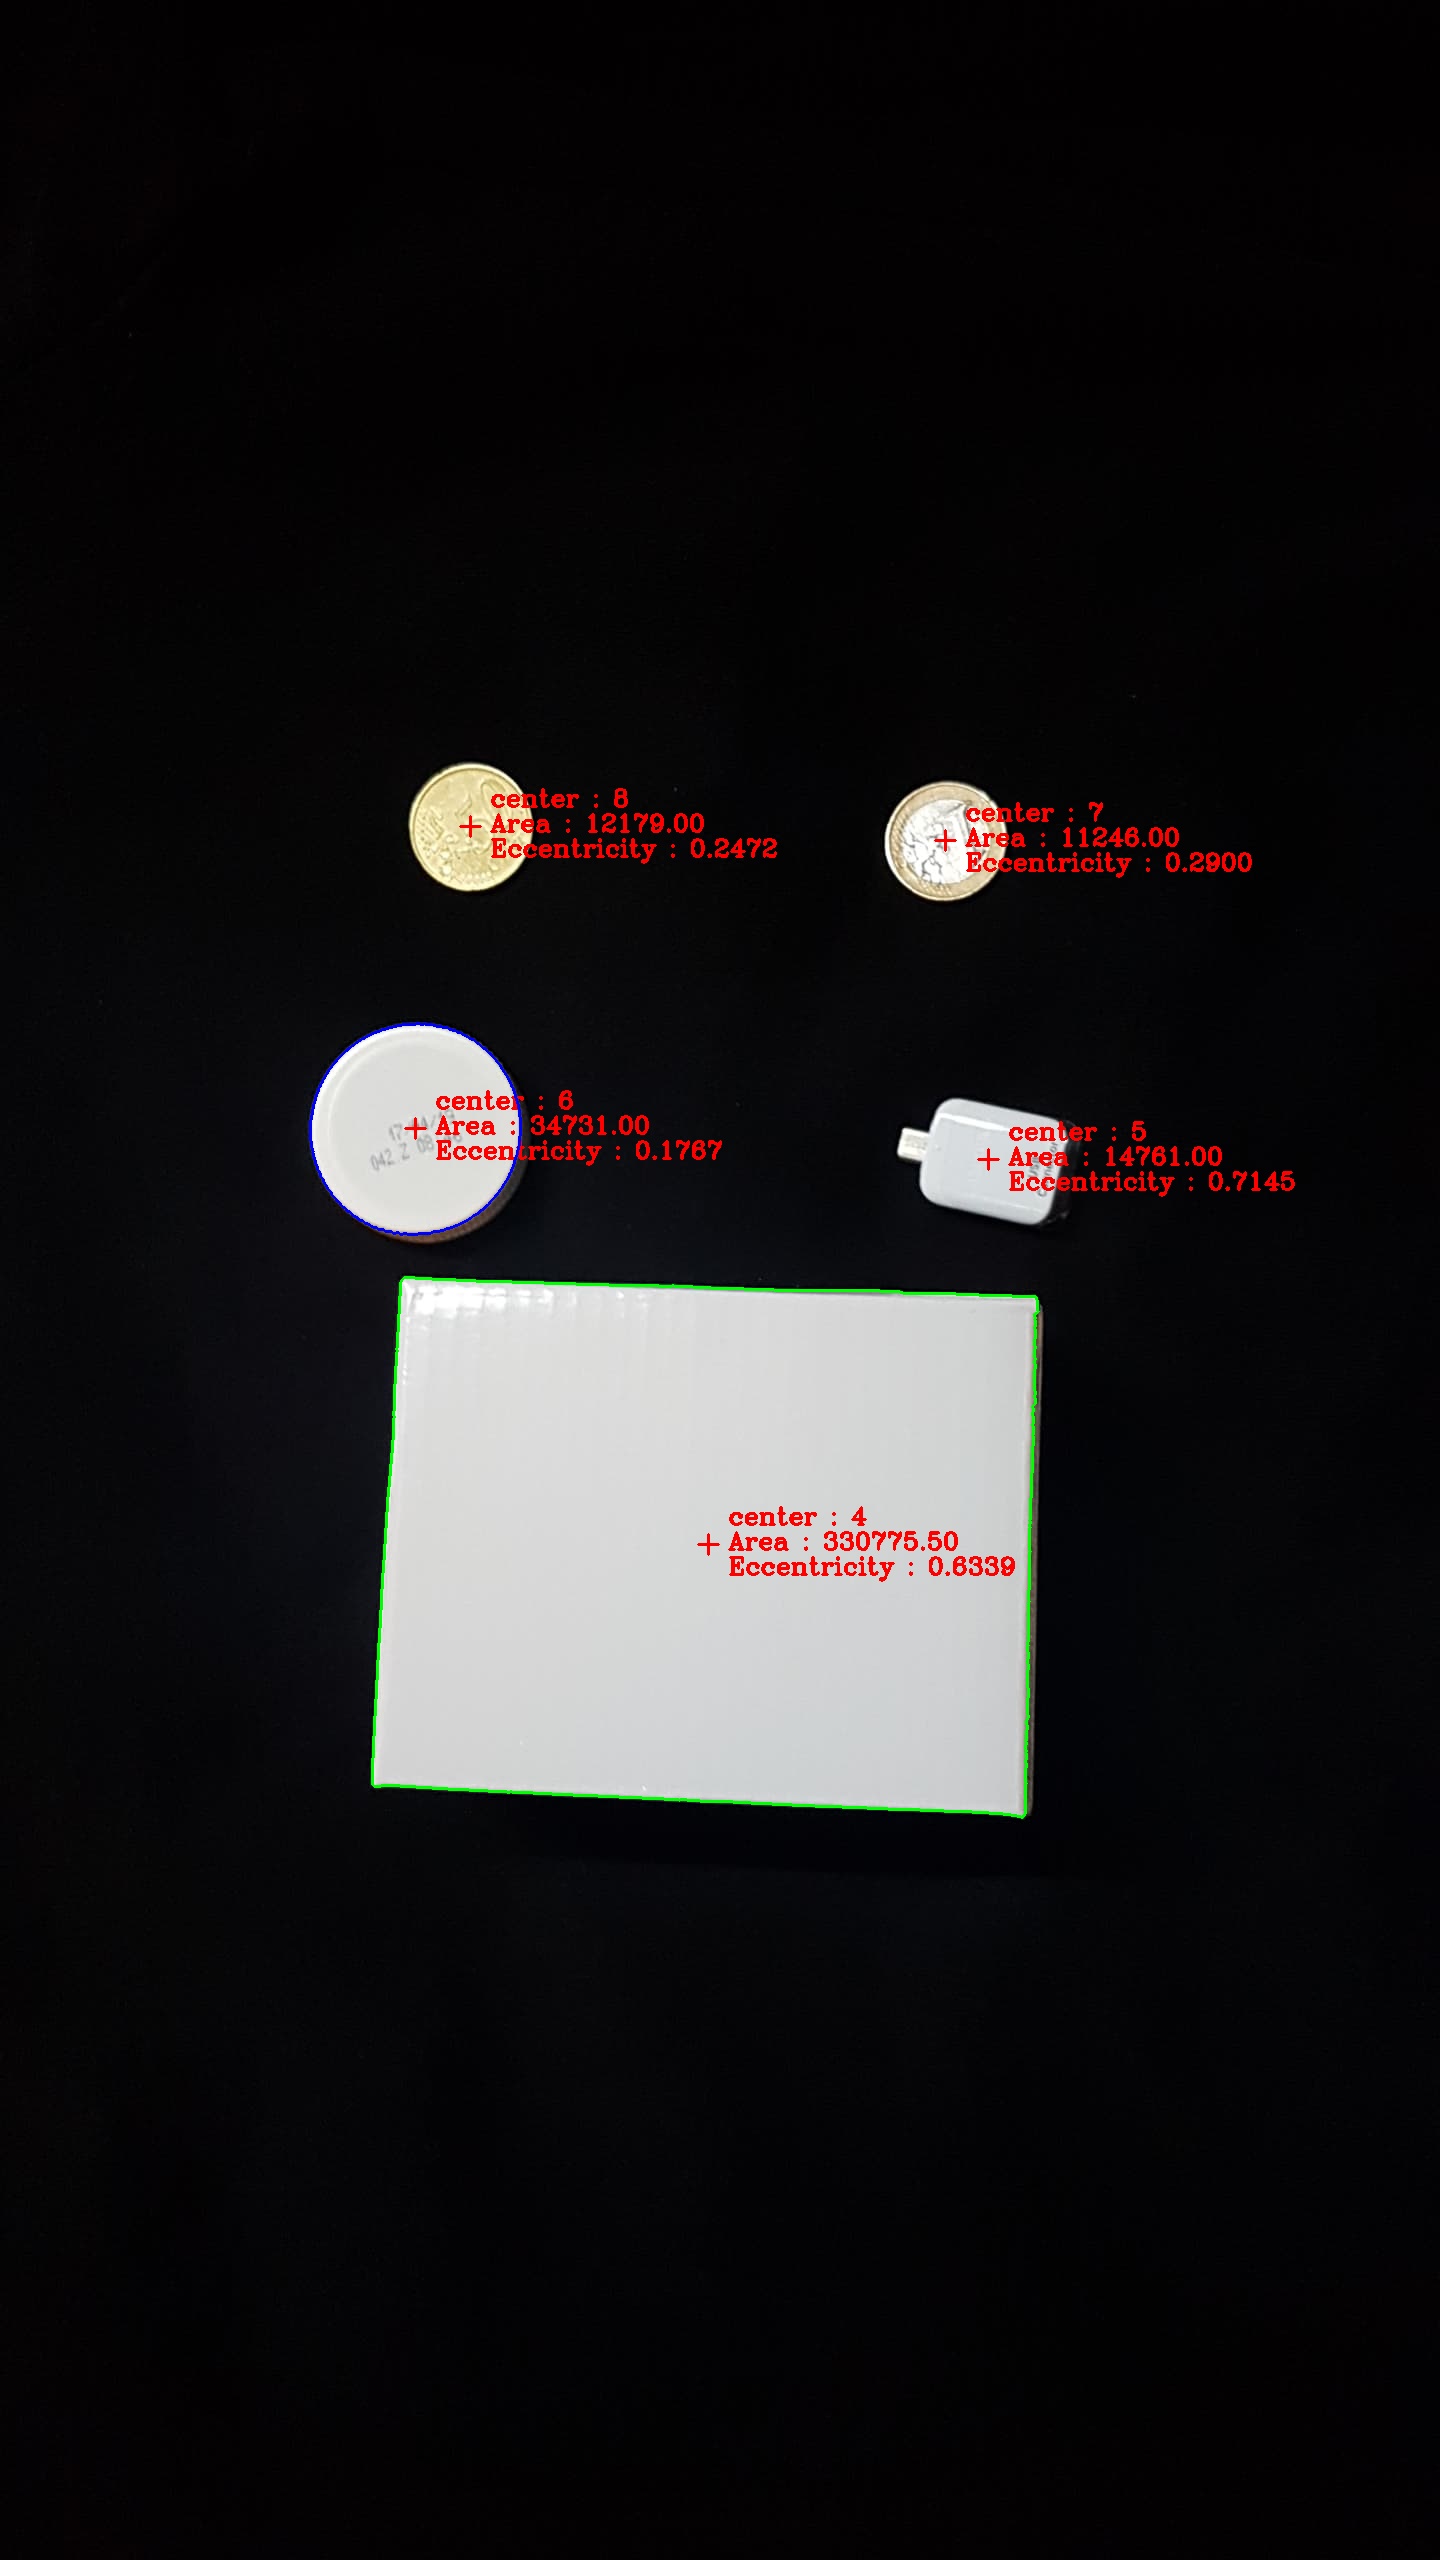 center : 8
Area : 12179.00
Eccentricity : 0.2472
center : 7
Area : 11246.00
Eccentricity : 0.2900
center : 6
Area : 34731.00
Eccentricity : 0.1767
042 Z 08
center : 5
Area : 14761.00
Eccentricity : 0.7145
center : 4
Area : 330775.50
Eccentricity : 0.6339